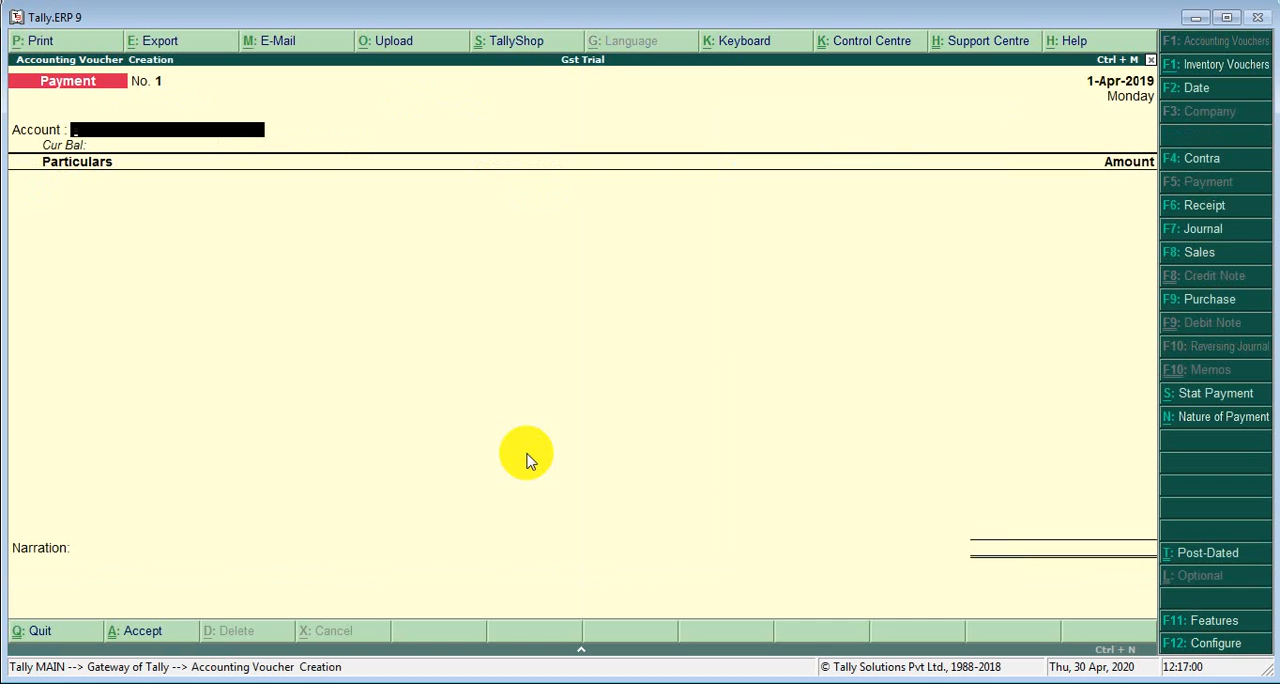 Tally.ERP 9
P: Print E: Export M: E-Mail O: Upload S: TallyShop G: Language K: Keyboard K: Control Centre H: Support Centre H: Help
Accounting Voucher Creation Gst Trial Ctrl + M
Payment No. 1 1-Apr-2019
Monday
Account :
Cur Bal:
Particulars Amount
Narration:
F1: Accounting Vouchers
F1: Inventory Vouchers
F2: Date
F3: Company
F4: Contra
F5: Payment
F6: Receipt
F7: Journal
F8: Sales
F8: Credit Note
F9: Purchase
F9: Debit Note
F10: Reversing Journal
F10: Memos
S: Stat Payment
N: Nature of Payment
T: Post-Dated
L: Optional
F11: Features
F12: Configure
Q: Quit A: Accept D: Delete X: Cancel
Ctrl + N
Tally MAIN --> Gateway of Tally --> Accounting Voucher Creation © Tally Solutions Pvt Ltd., 1988-2018 Thu, 30 Apr, 2020 12:17:00